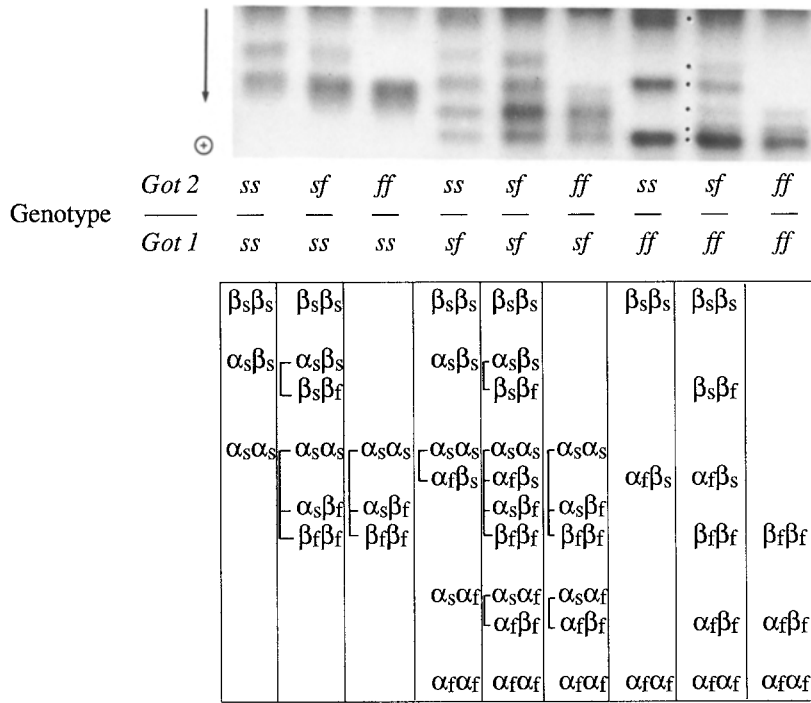 ⊕
Got 2 ss sf ff ss sf ff ss sf ff
Genotype
Got 1 ss ss ss sf sf sf ff ff ff
βsβs βsβs βsβs βsβs βsβs βsβs
αsβs αsβs αsβs αsβs
βsβf βsβf βsβf
αsαs αsαs αsαs αsαs αsαs αsαs
αfβs αfβs αfβs αfβs
αsβf αsβf αsβf αsβf
βfβf βfβf βfβf βfβf βfβf βfβf
αsαf αsαf αsαf
αfβf αfβf αfβf αfβf
αfαf αfαf αfαf αfαf αfαf αfαf